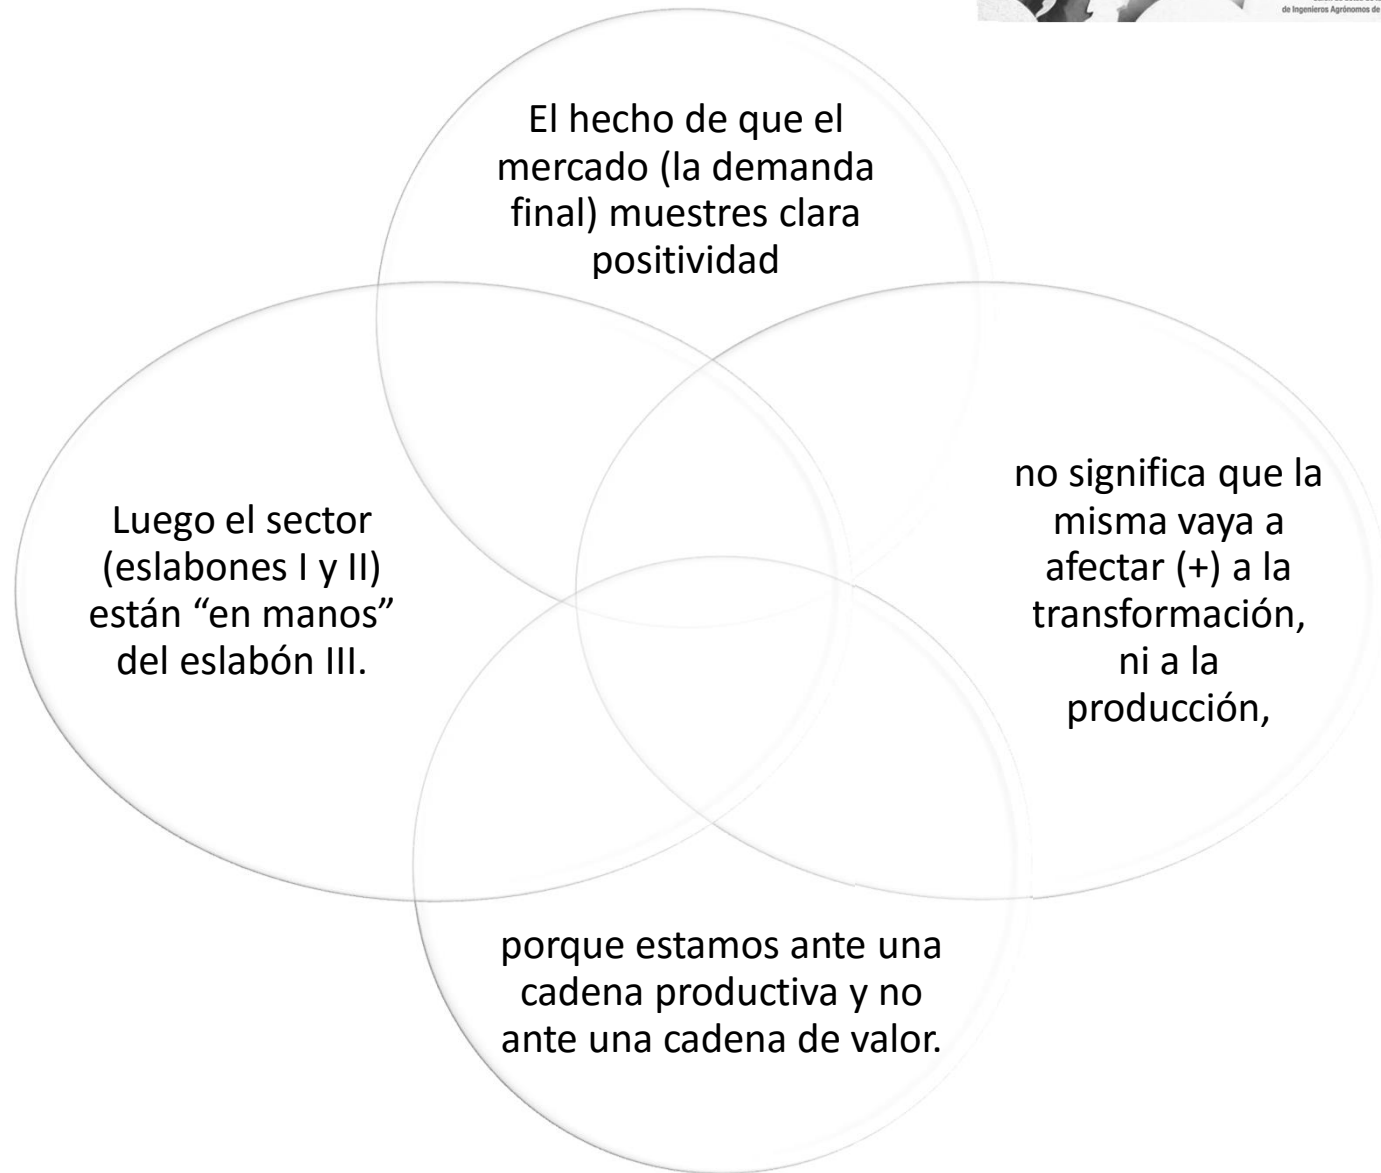 de Ingenieros Agrónomos de
El hecho de que el
mercado (la demanda
final) muestres clara
positividad
no significa que la
misma vaya a
afectar (+) a la
transformación,
ni a la
producción,
porque estamos ante una
cadena productiva y no
ante una cadena de valor.
Luego el sector
(eslabones I y II)
están “en manos”
del eslabón III.